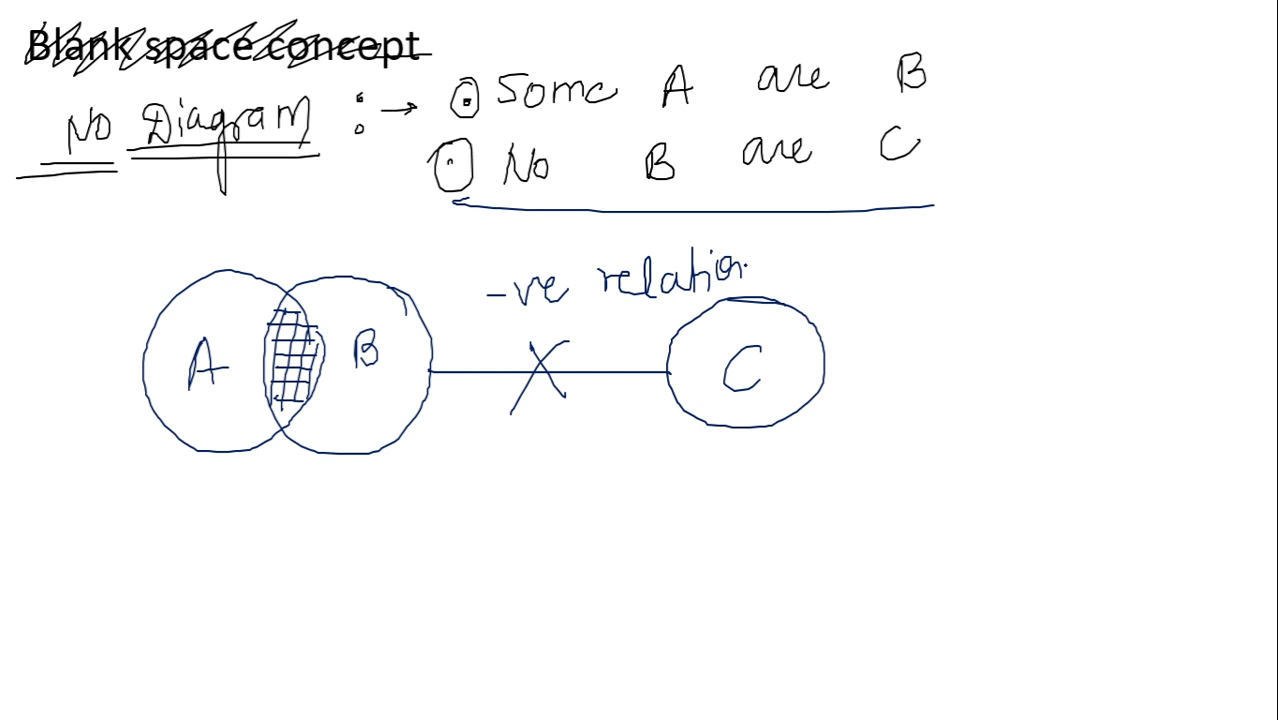 Blank space concept
No Diagram : → Some A are B
No B are C
-ve relation
A B C